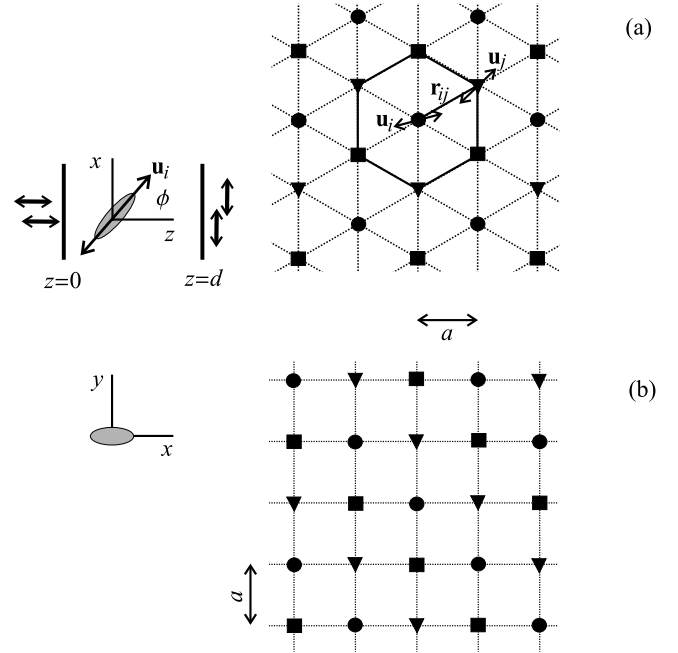 (a)
u_j
r_ij
u_i
x
u_i
ϕ
z
z=0
z=d
a
y
x
(b)
a